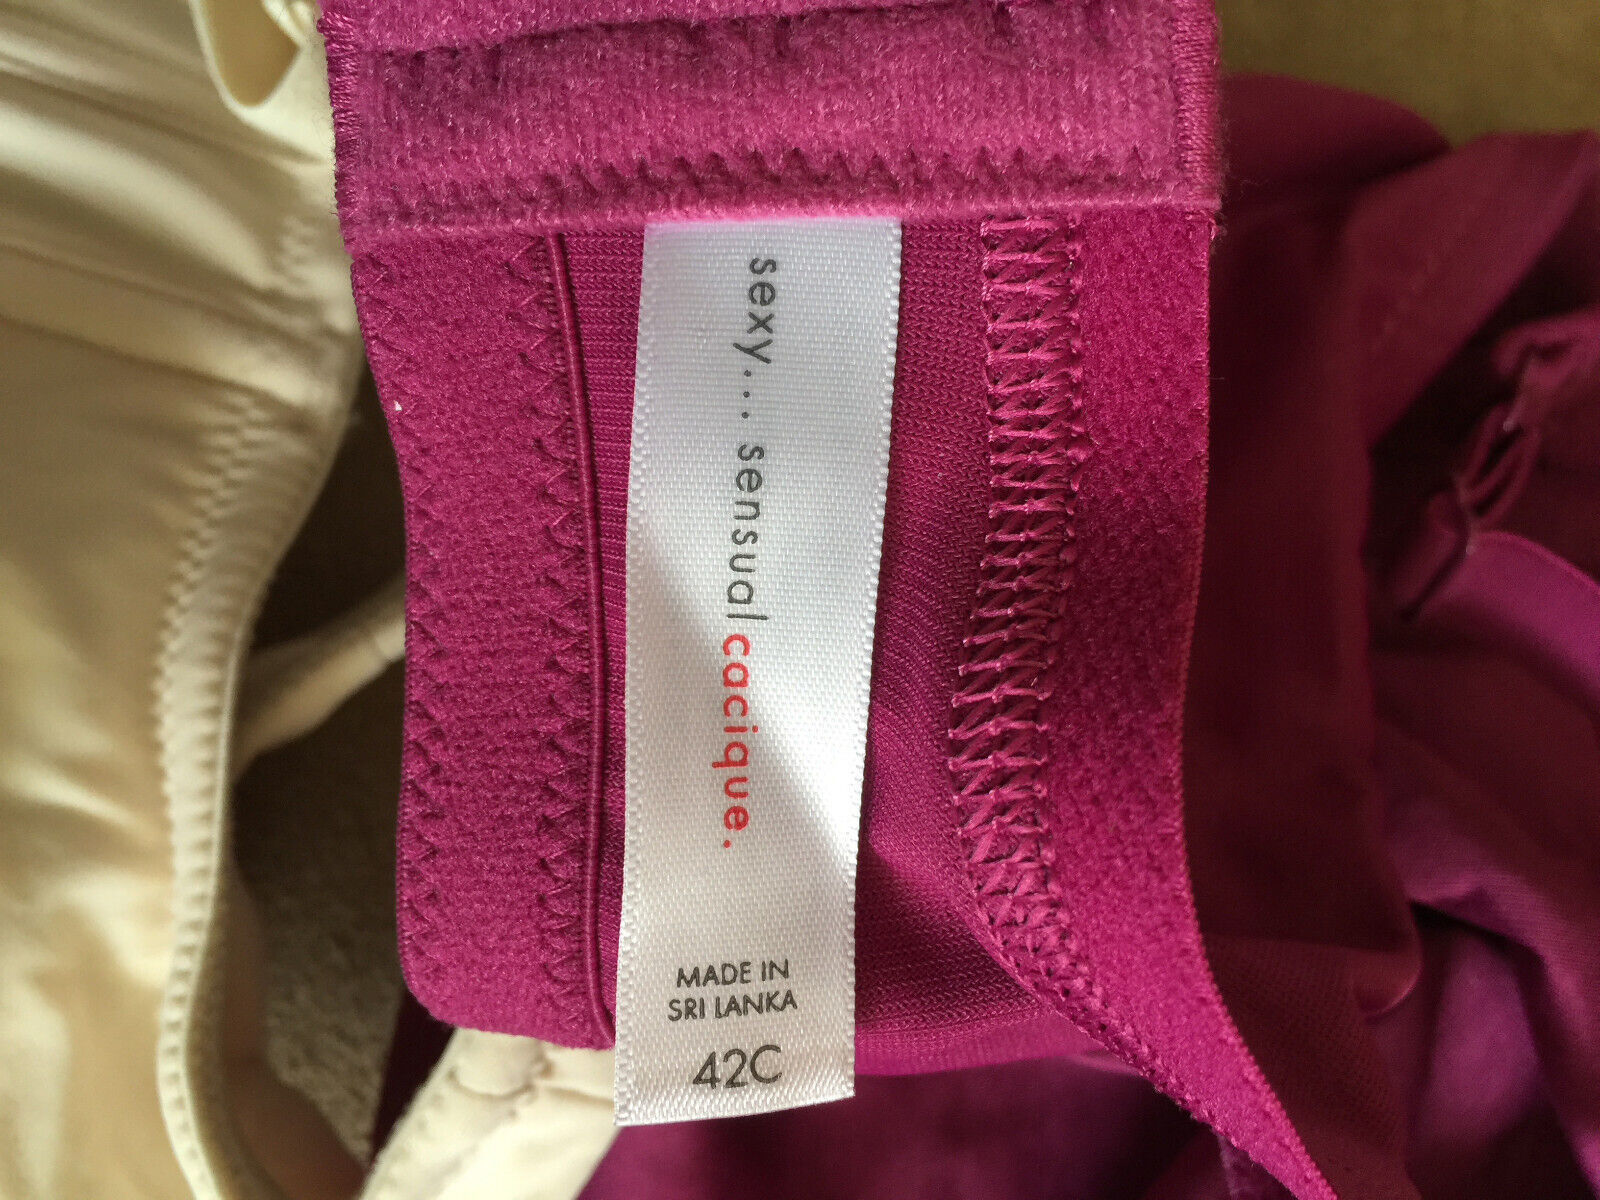 sexy... sensual cacique.
MADE IN
SRI LANKA
42C